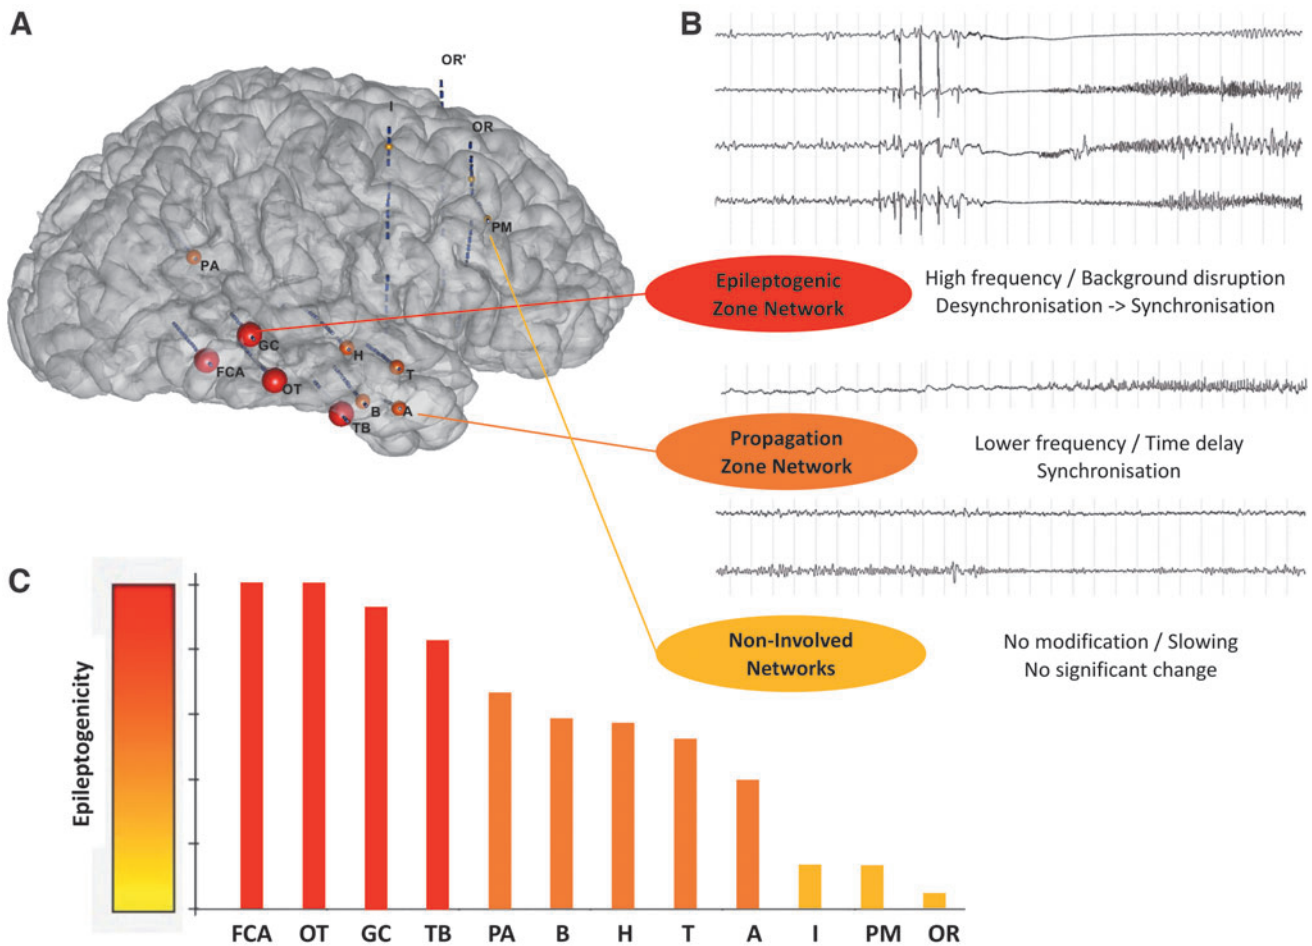 A
OR'
I
OR
PM
PA
GC
FCA
OT
H
T
B
A
TB
B
Epileptogenic
Zone Network
High frequency / Background disruption
Desynchronisation -> Synchronisation
Propagation
Zone Network
Lower frequency / Time delay
Synchronisation
Non-Involved
Networks
No modification / Slowing
No significant change
C
Epileptogenicity
FCA OT GC TB PA B H T A I PM OR